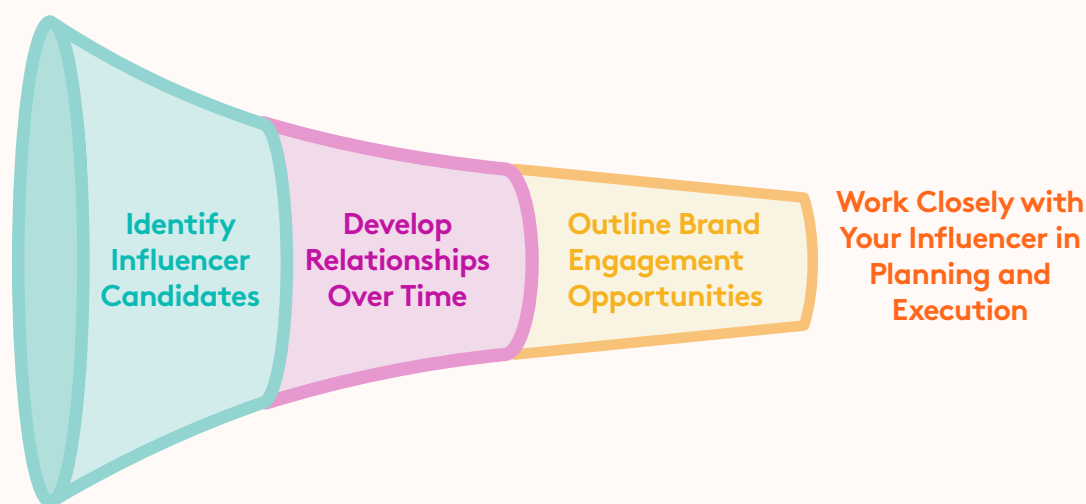 Identify
Influencer
Candidates
Develop
Relationships
Over Time
Outline Brand
Engagement
Opportunities
Work Closely with
Your Influencer in
Planning and
Execution